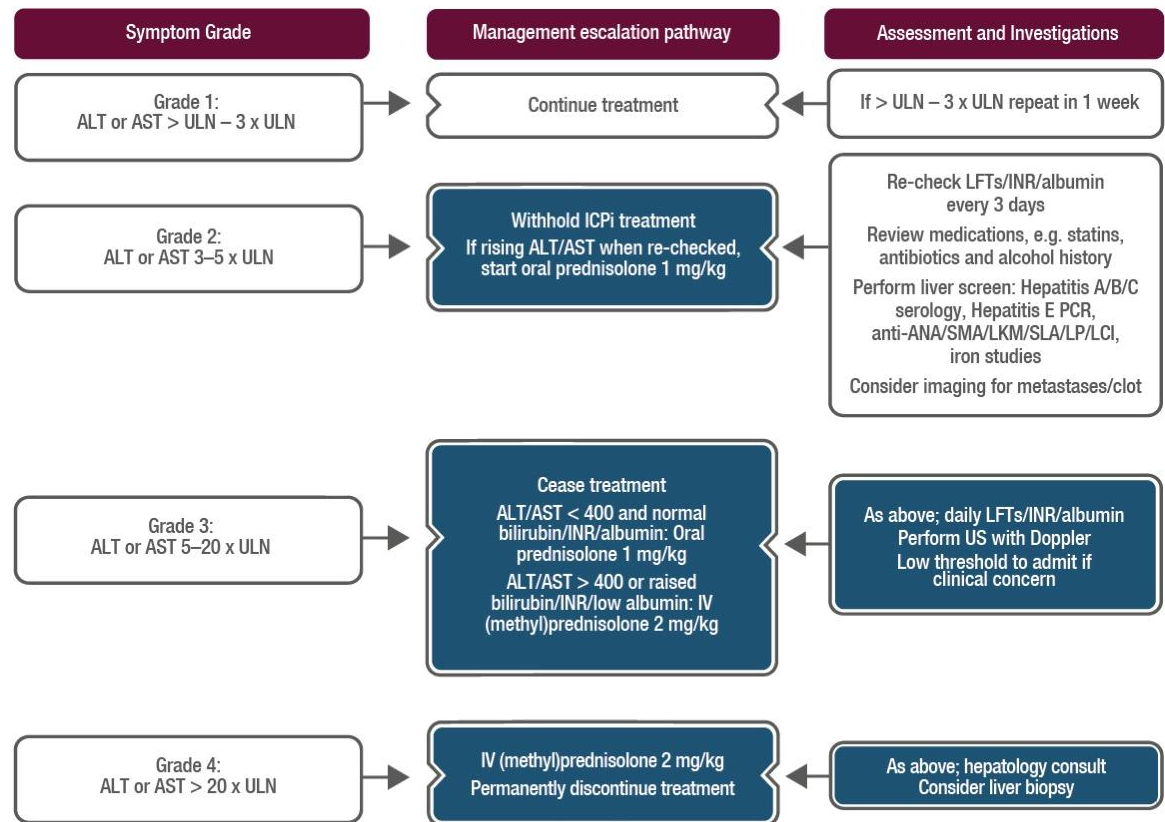 Symptom Grade
Management escalation pathway
Assessment and Investigations
Grade 1:
ALT or AST > ULN – 3 x ULN
Continue treatment
If > ULN – 3 x ULN repeat in 1 week
Grade 2:
ALT or AST 3–5 x ULN
Withhold ICPi treatment
If rising ALT/AST when re-checked,
start oral prednisolone 1 mg/kg
Re-check LFTs/INR/albumin
every 3 days
Review medications, e.g. statins,
antibiotics and alcohol history
Perform liver screen: Hepatitis A/B/C
serology, Hepatitis E PCR,
anti-ANA/SMA/LKM/SLA/LP/LCI,
iron studies
Consider imaging for metastases/clot
Grade 3:
ALT or AST 5–20 x ULN
Cease treatment
ALT/AST < 400 and normal
bilirubin/INR/albumin: Oral
prednisolone 1 mg/kg
ALT/AST > 400 or raised
bilirubin/INR/low albumin: IV
(methyl)prednisolone 2 mg/kg
As above; daily LFTs/INR/albumin
Perform US with Doppler
Low threshold to admit if
clinical concern
Grade 4:
ALT or AST > 20 x ULN
IV (methyl)prednisolone 2 mg/kg
Permanently discontinue treatment
As above; hepatology consult
Consider liver biopsy